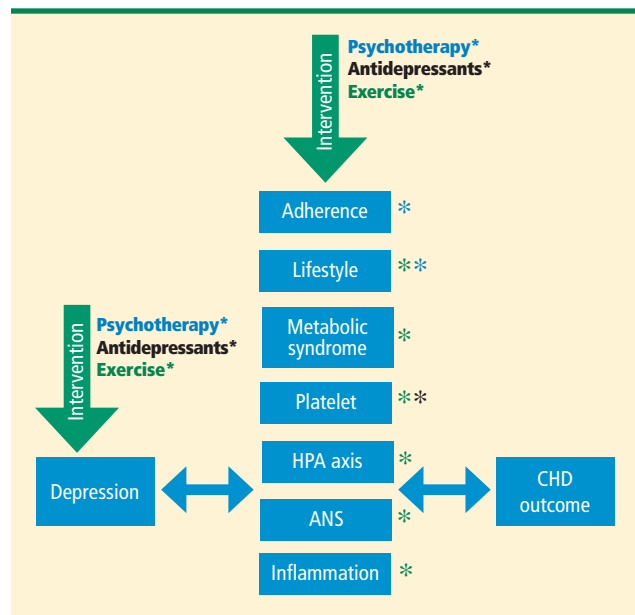 Intervention
Psychotherapy*
Antidepressants*
Exercise*
Adherence *
Lifestyle **
Metabolic
syndrome *
Platelet **
Intervention
Psychotherapy*
Antidepressants*
Exercise*
HPA axis *
Depression
CHD
outcome
ANS *
Inflammation *